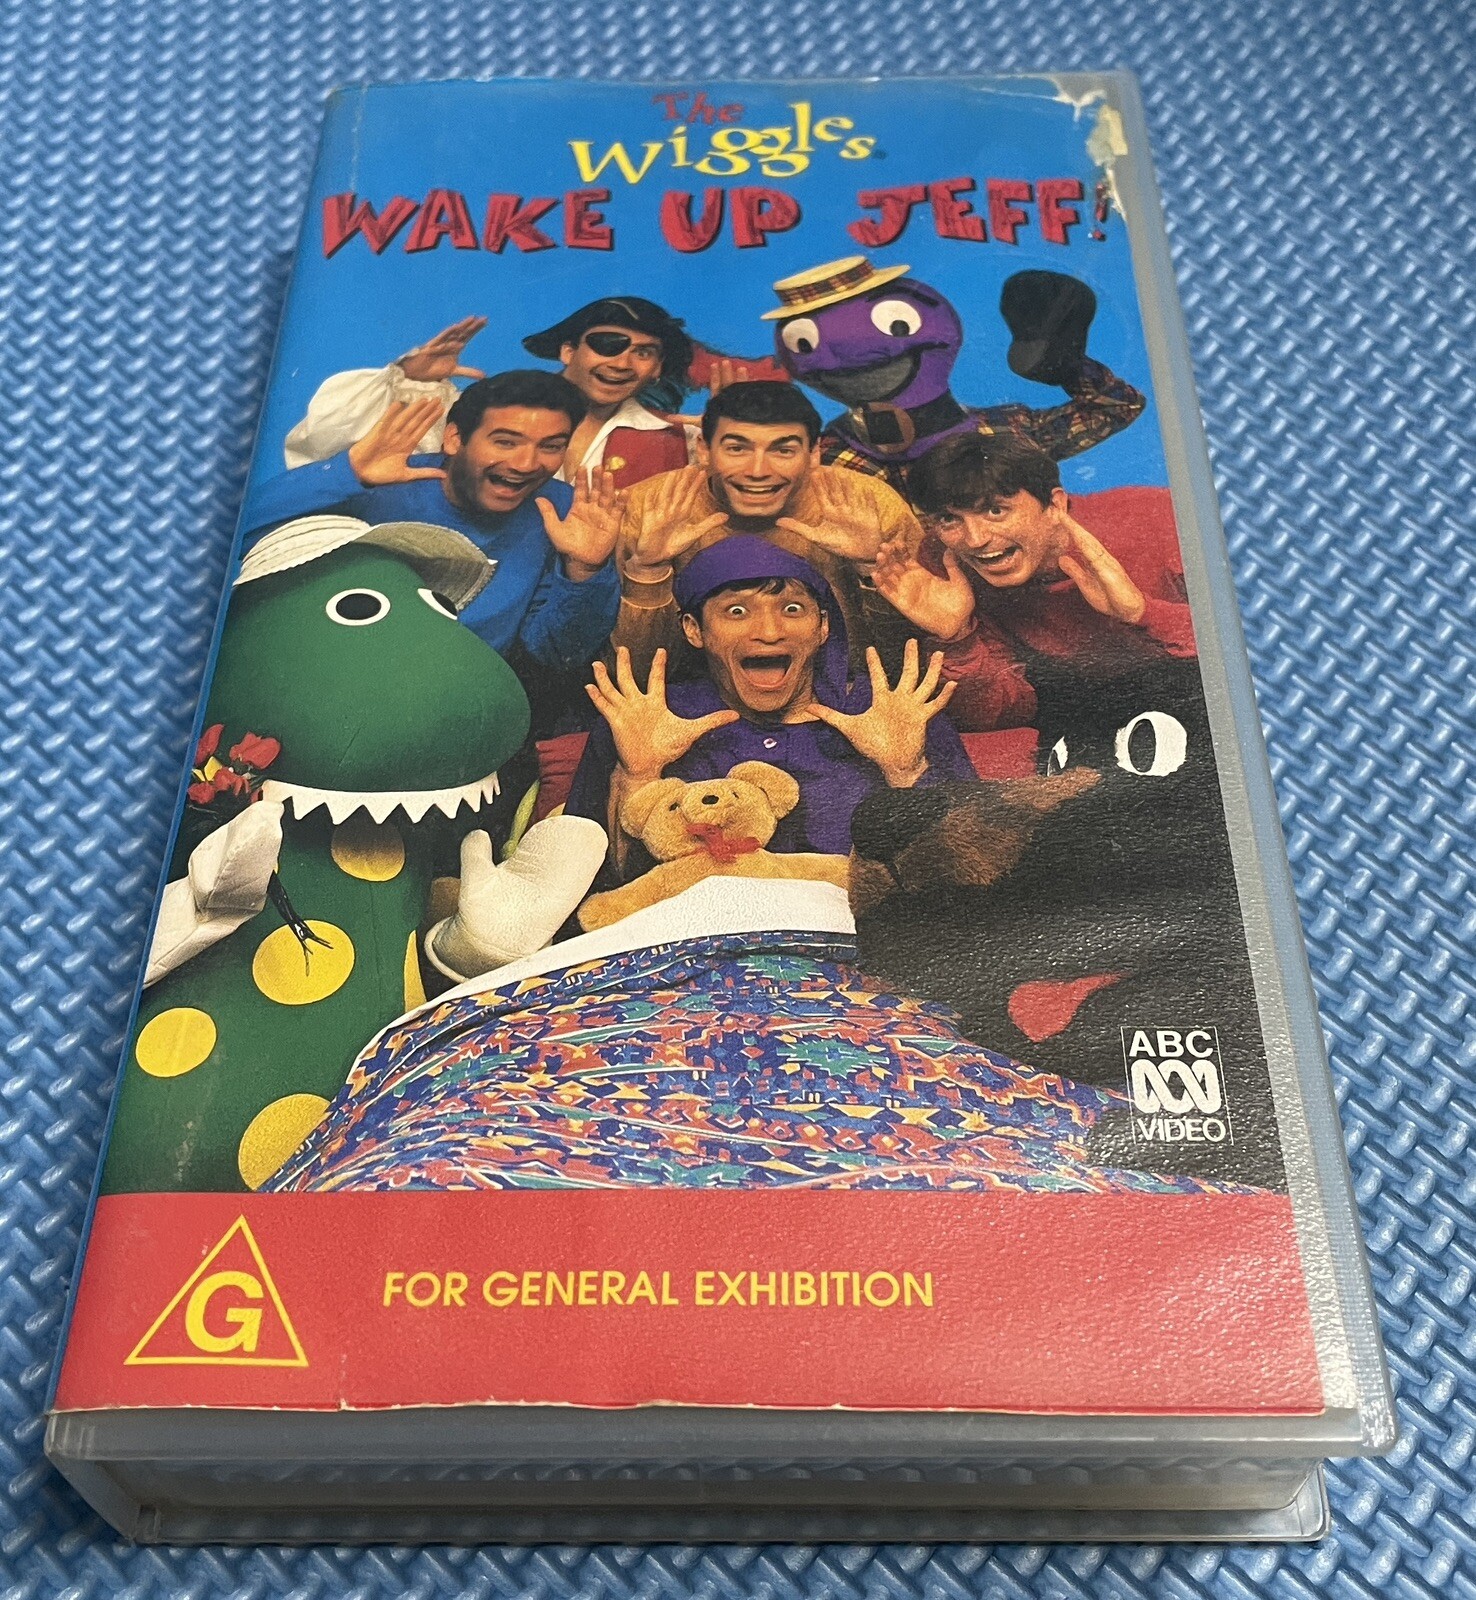 The
Wiggles
WAKE UP JEFF!
ABC
VIDEO
G
FOR GENERAL EXHIBITION